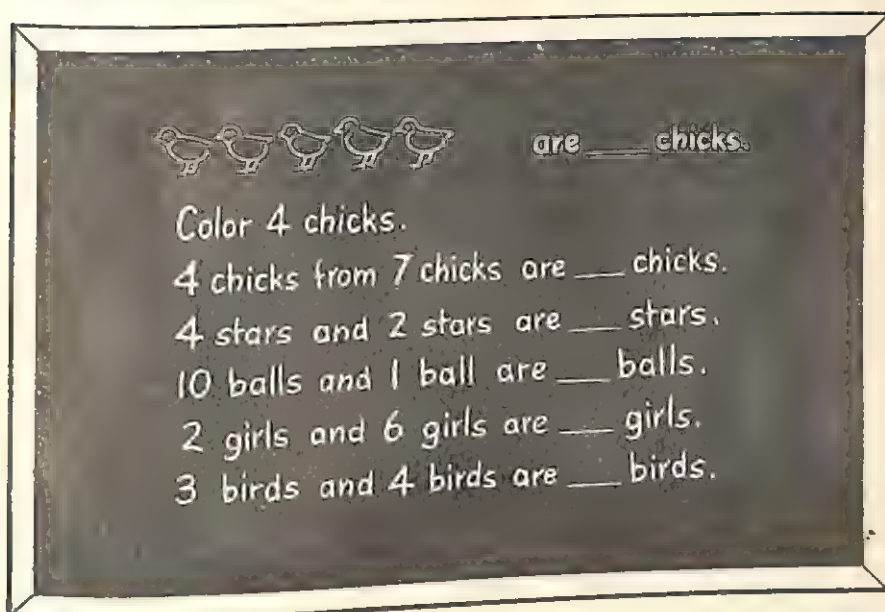 are ___ chicks.
Color 4 chicks.
4 chicks from 7 chicks are ___ chicks.
4 stars and 2 stars are ___ stars.
10 balls and 1 ball are ___ balls.
2 girls and 6 girls are ___ girls.
3 birds and 4 birds are ___ birds.